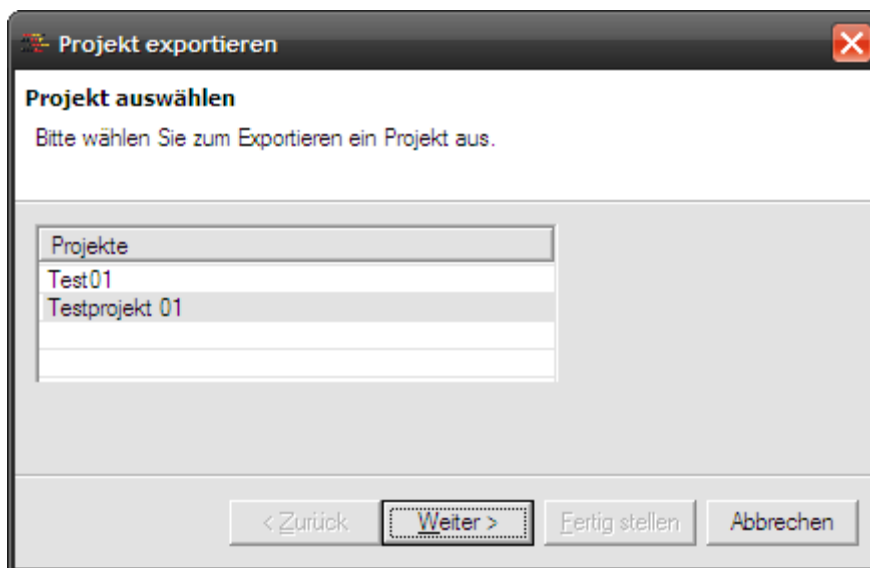 Projekt exportieren
Projekt auswählen
Bitte wählen Sie zum Exportieren ein Projekt aus.
Projekte
Test01
Testprojekt 01
< Zurück Weiter > Fertig stellen Abbrechen